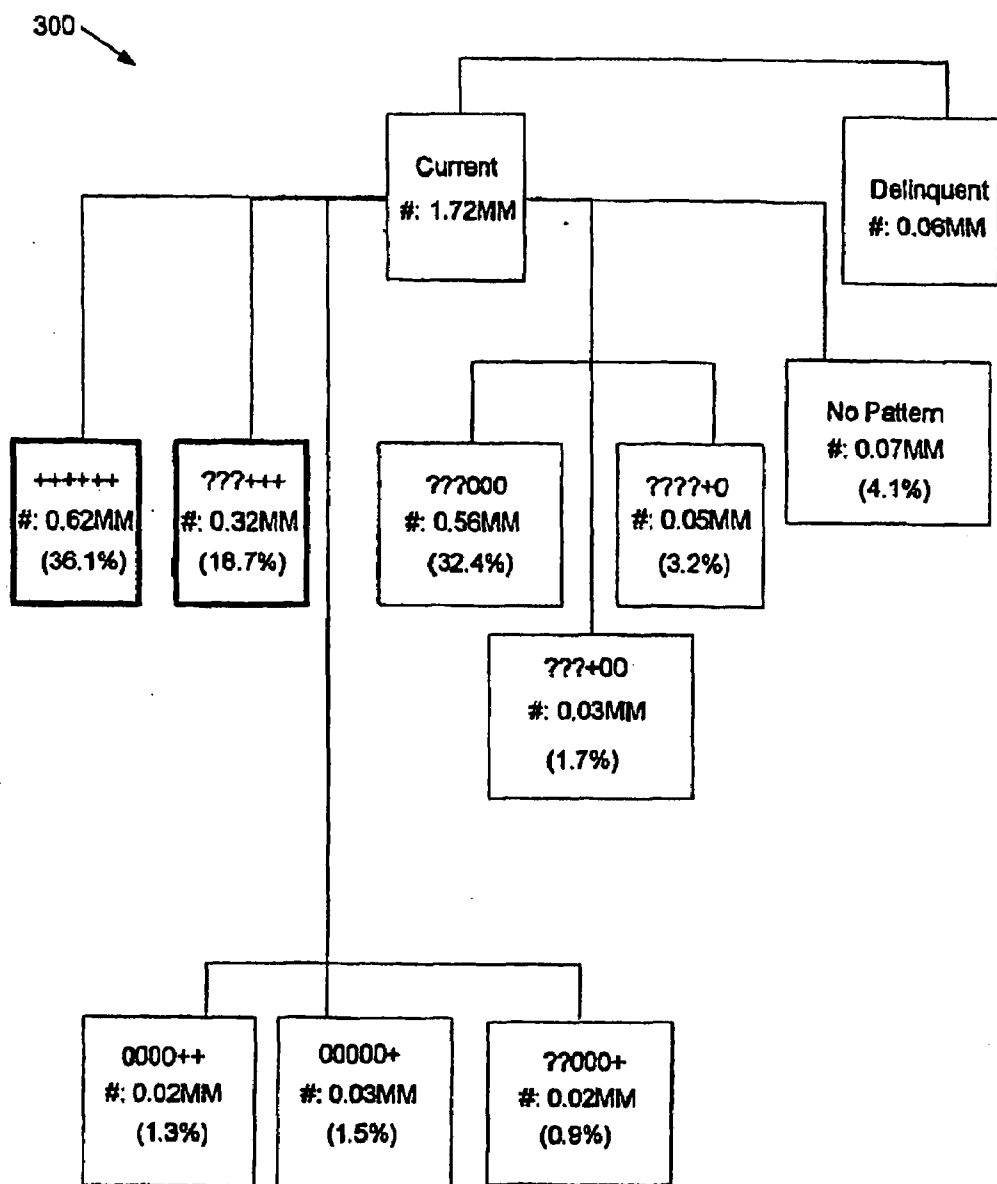 300
Current
#: 1.72MM
Delinquent
#: 0.06MM
No Pattern
#: 0.07MM
(4.1%)
++++++
#: 0.62MM
(36.1%)
???+++
#: 0.32MM
(18.7%)
???000
#: 0.56MM
(32.4%)
????+0
#: 0.05MM
(3.2%)
???+00
#: 0.03MM
(1.7%)
0000++
#: 0.02MM
(1.3%)
00000+
#: 0.03MM
(1.5%)
??000+
#: 0.02MM
(0.9%)